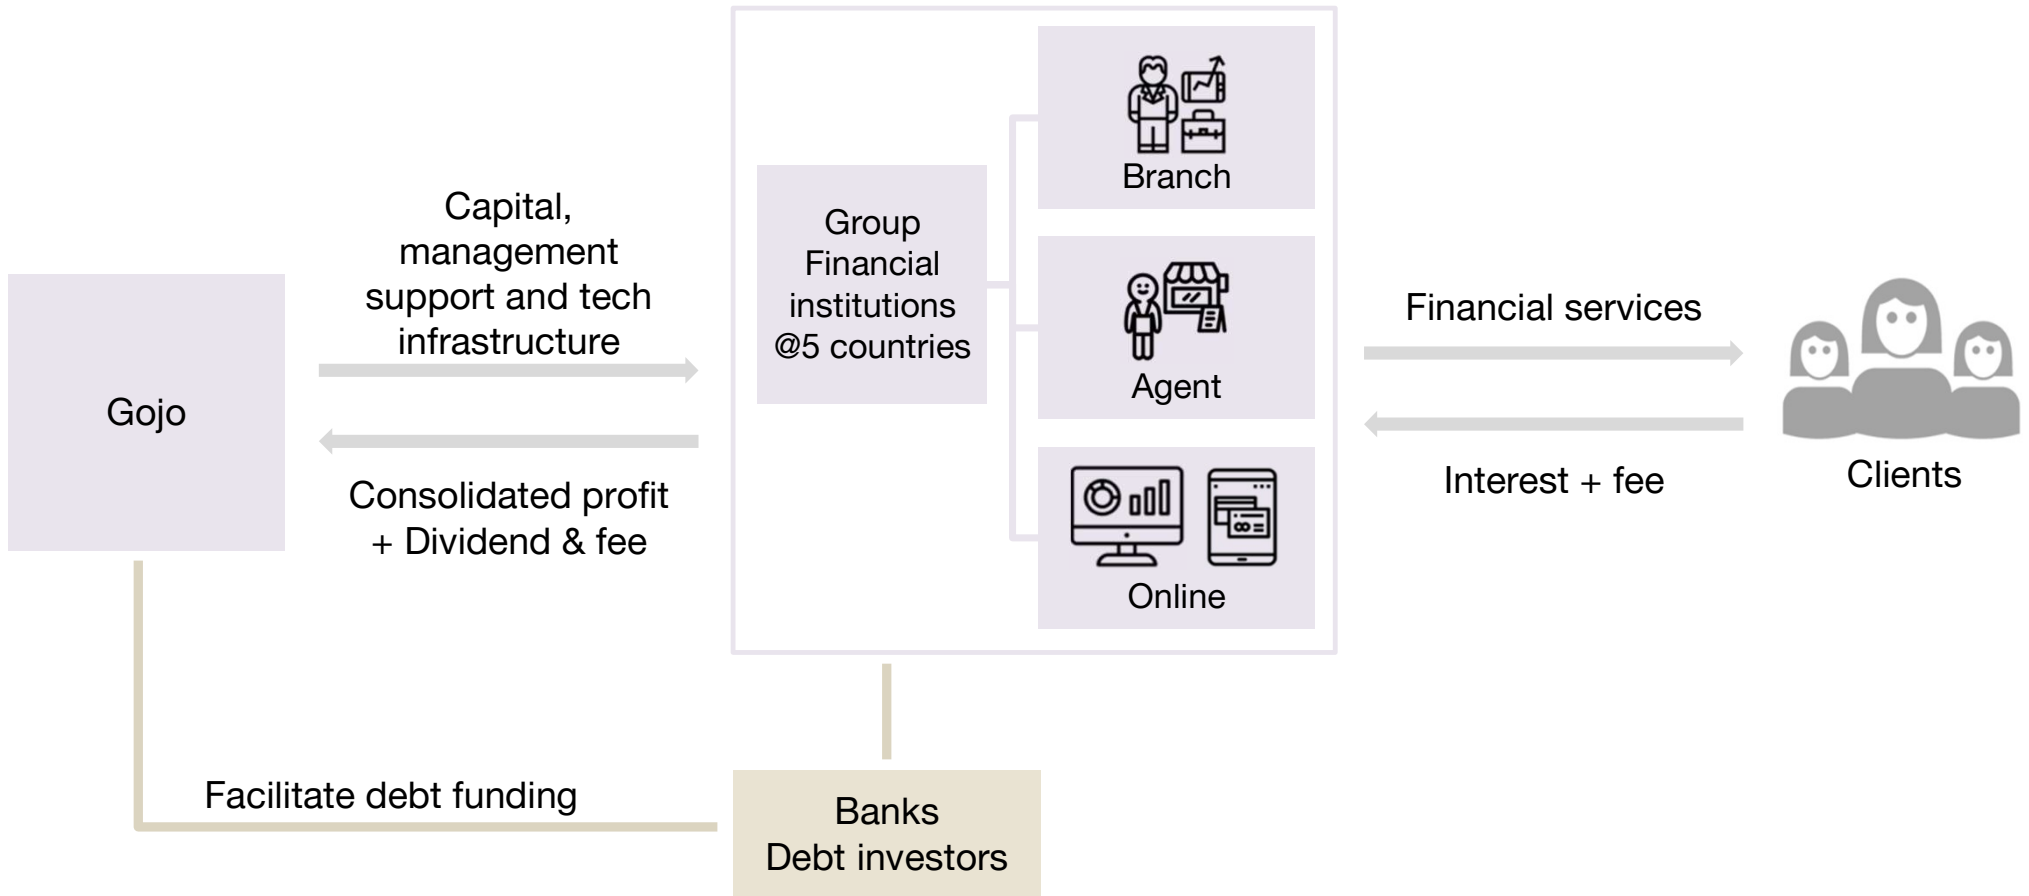 Gojo
Capital,
management
support and tech
infrastructure
Consolidated profit
+ Dividend & fee
Group
Financial
institutions
@5 countries
Branch
Agent
Online
Financial services
Interest + fee
Clients
Facilitate debt funding
Banks
Debt investors